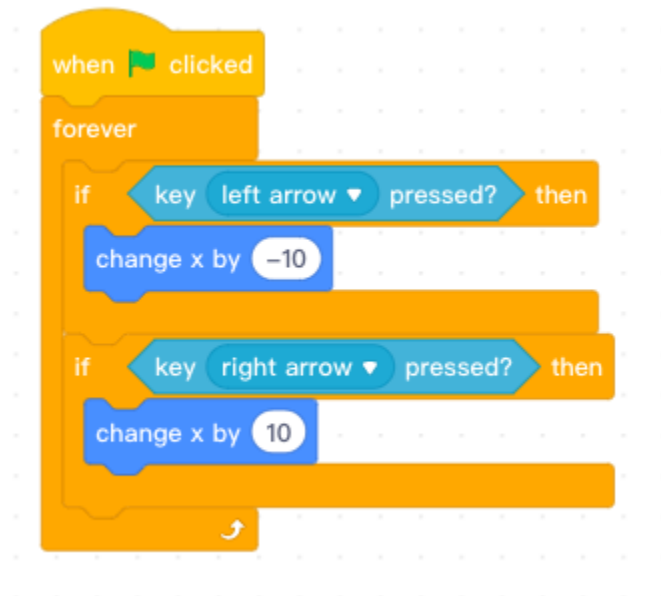 when clicked
forever
if key left arrow pressed? then
change x by –10
if key right arrow pressed? then
change x by 10